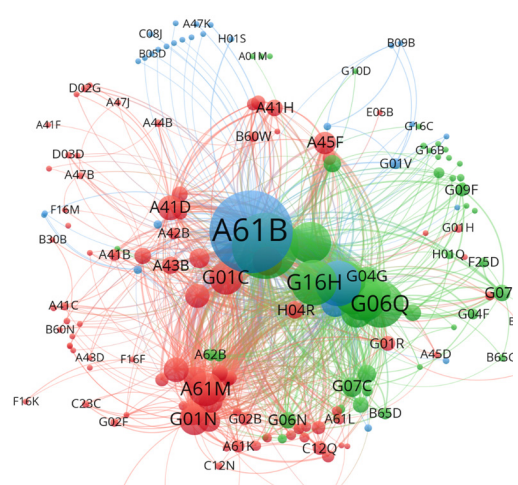 A47K
C08J
H01S
B05D
A01M
B09B
G10D
D02G
A47J
A41H
E05B
A41F
A44B
B60W
A45F
G16C
G16B
D03D
A47B
G01V
G09F
F16M
A41D
A61B
G01H
A42B
B30B
A41B
A43B
G01C
G16H
G04G
H01Q
F25D
G07
A41C
H04R
G06Q
G04F
B60N
A43D
F16F
A62B
G01R
A45D
B65G
F16K
C23C
A61M
G07C
G01N
G02F
G02B
G06N
A61L
B65D
A61K
C12Q
C12N